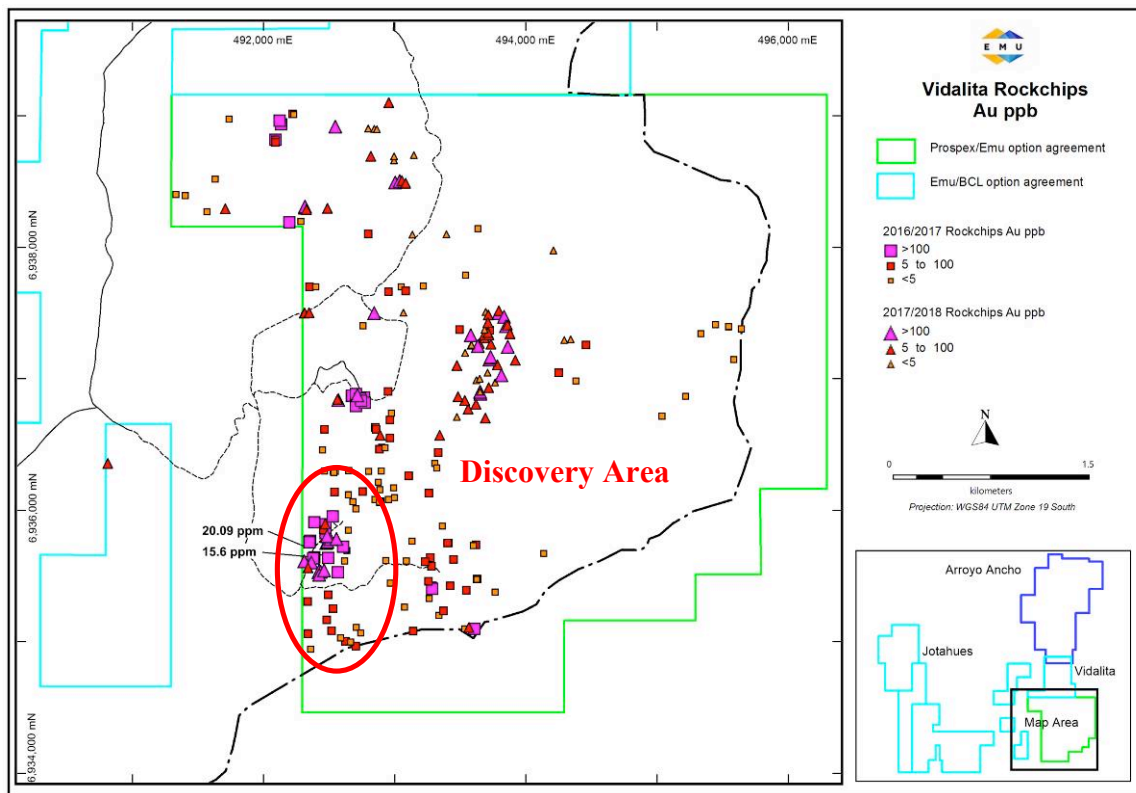 492,000 mE
494,000 mE
496,000 mE
6,938,000 mN
6,936,000 mN
6,934,000 mN
Discovery Area
20.09 ppm
15.6 ppm
EMU
Vidalita Rockchips
Au ppb
Prospex/Emu option agreement
Emu/BCL option agreement
2016/2017 Rockchips Au ppb
>100
5 to 100
<5
2017/2018 Rockchips Au ppb
>100
5 to 100
<5
N
0 1.5
kilometers
Projection: WGS84 UTM Zone 19 South
Arroyo Ancho
Jotahues
Vidalita
Map Area